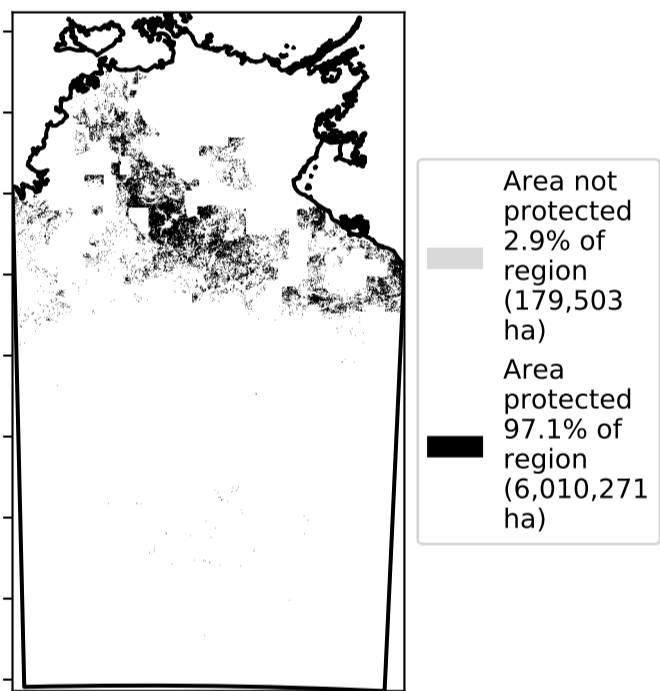 Area not
protected
2.9% of
region
(179,503
ha)
Area
protected
97.1% of
region
(6,010,271
ha)